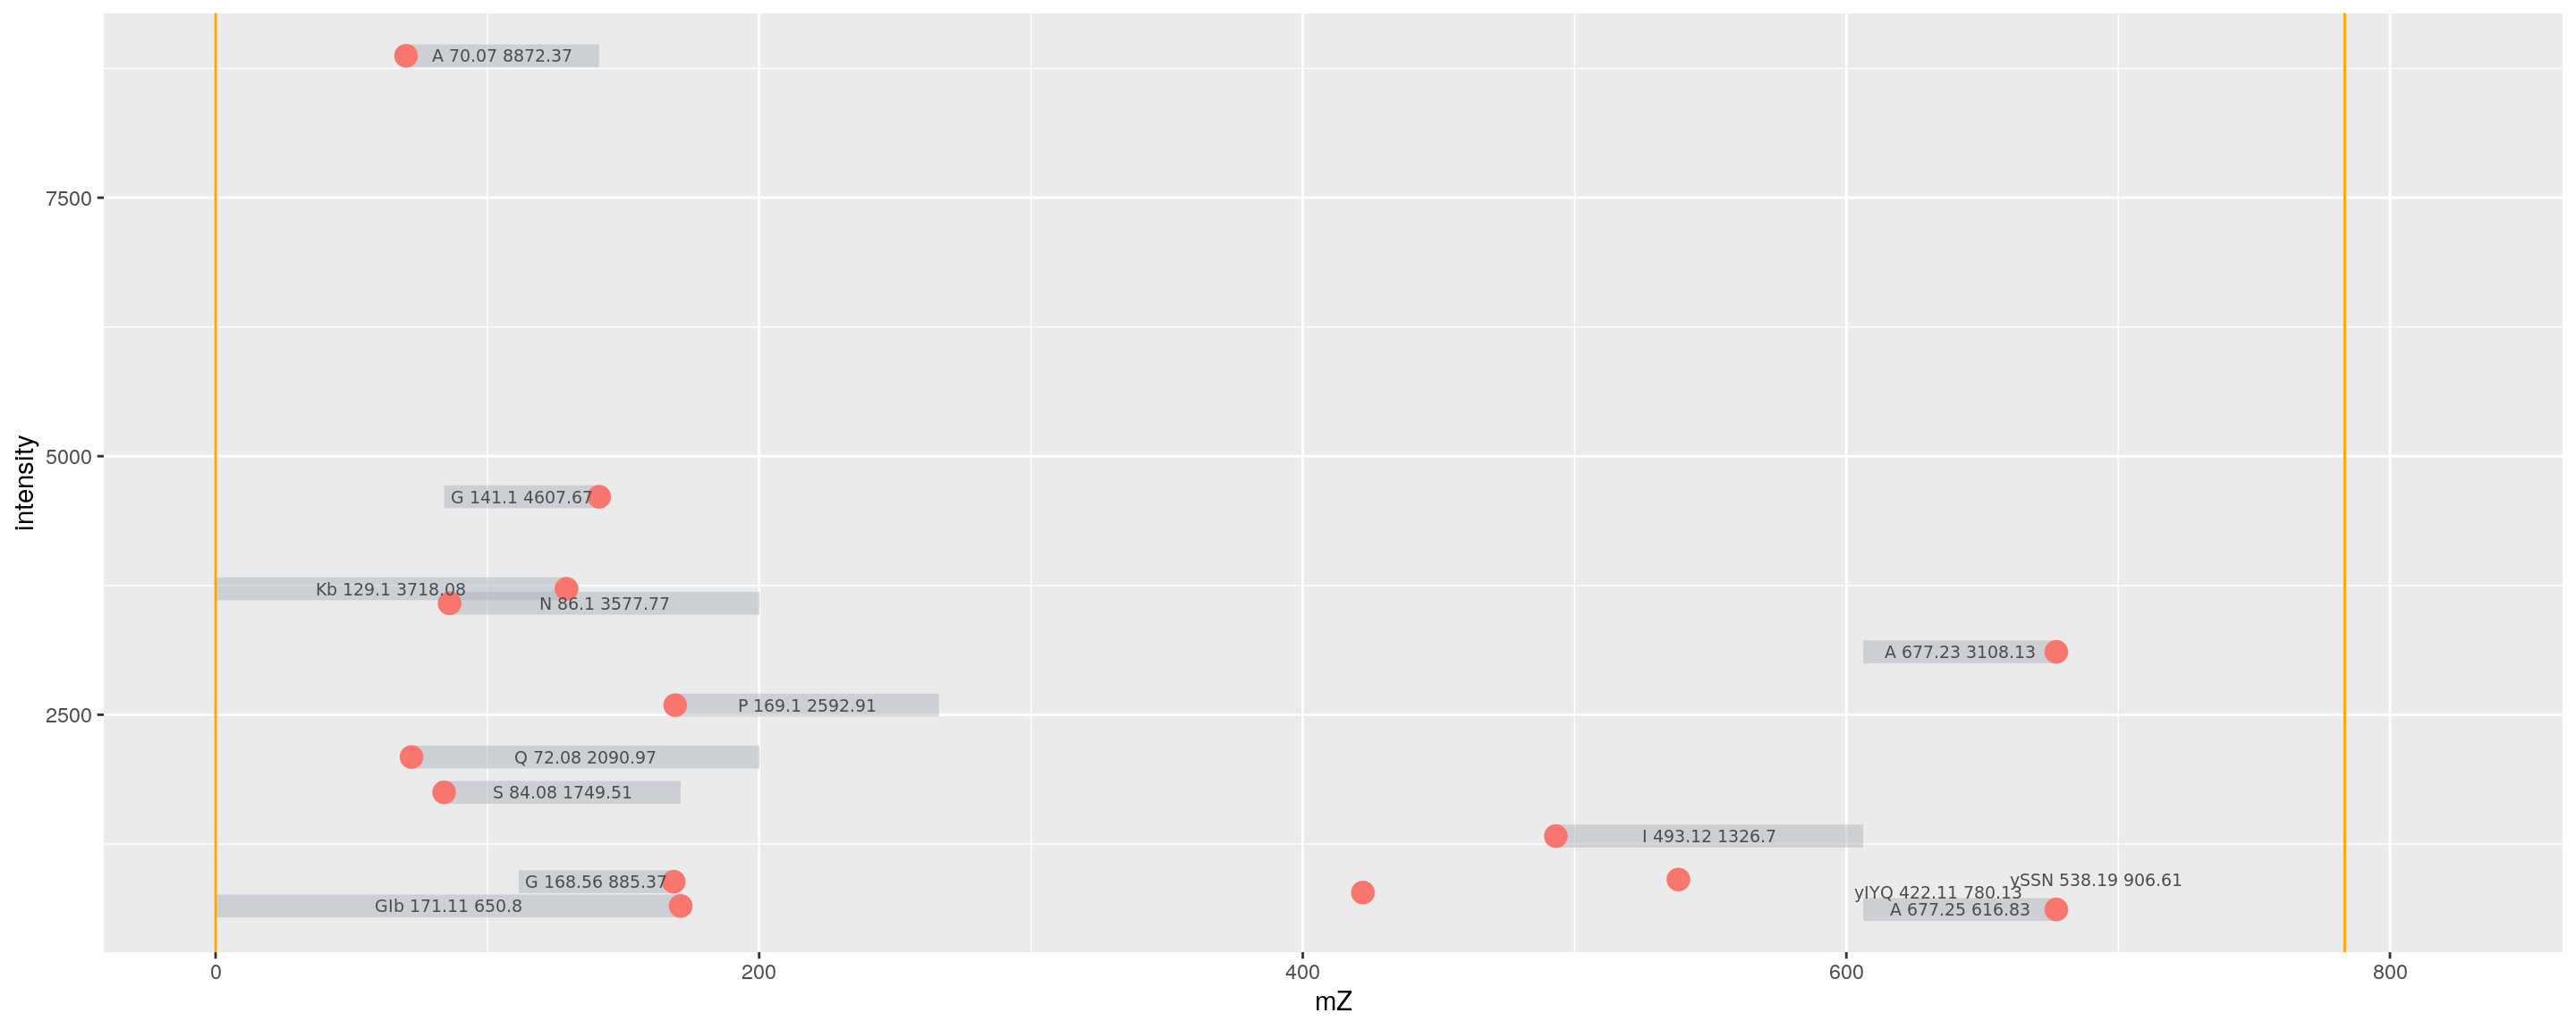 A 70.07 8872.37
7500
5000
G 141.1 4607.67
intensity
Kb 129.1 3718.08
N 86.1 3577.77
A 677.23 3108.13
P 169.1 2592.91
2500
Q 72.08 2090.97
S 84.08 1749.51
I 493.12 1326.7
G 168.56 885.37
ySSN 538.19 906.61
yIYQ 422.11 780.13
GIb 171.11 650.8
A 677.25 616.83
0 200 400 600 800
mZ